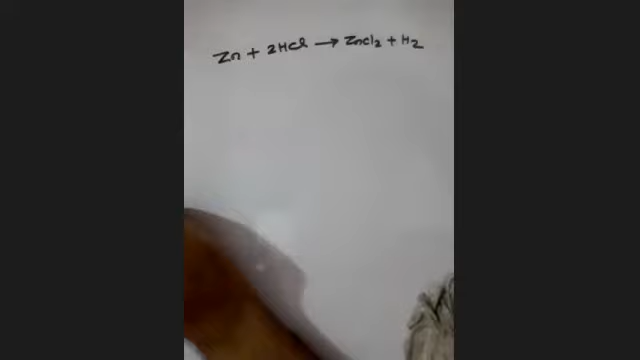 Zn + 2HCl → ZnCl2 + H2